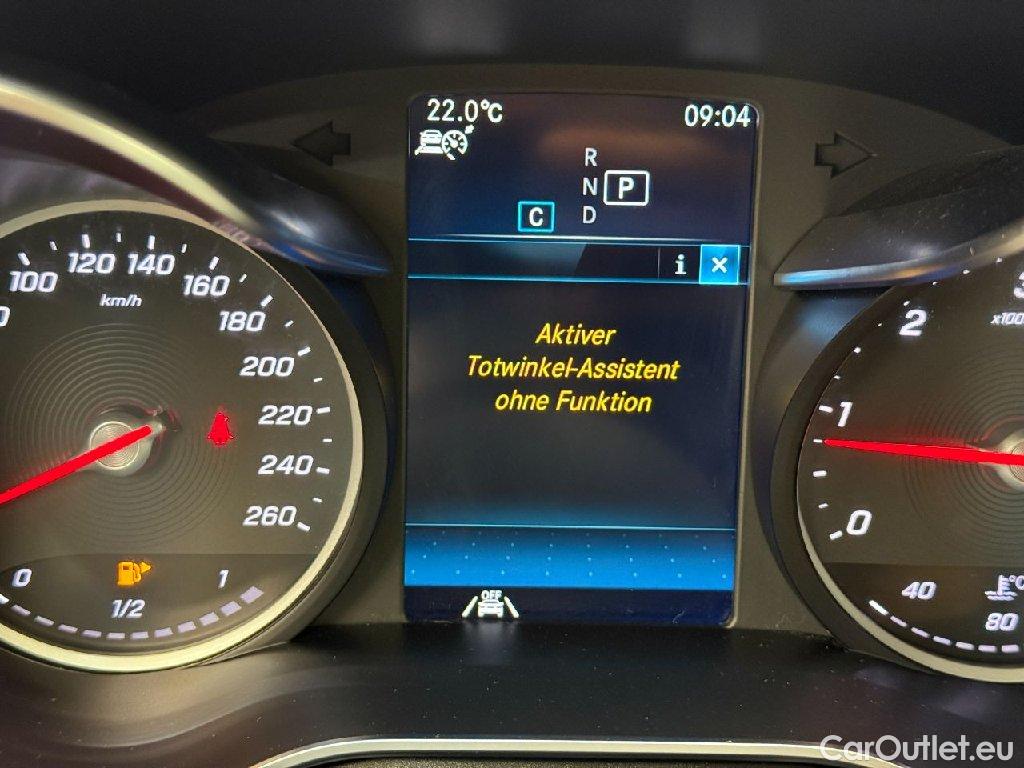 22.0°C 09:04
R
N P
C D
i ×
Aktiver
Totwinkel-Assistent
ohne Funktion
OFF
100 120 140 160 180 200 220 240 260
km/h
0 1/2 1
2
1
0
40
80
°C
CarOutlet.eu